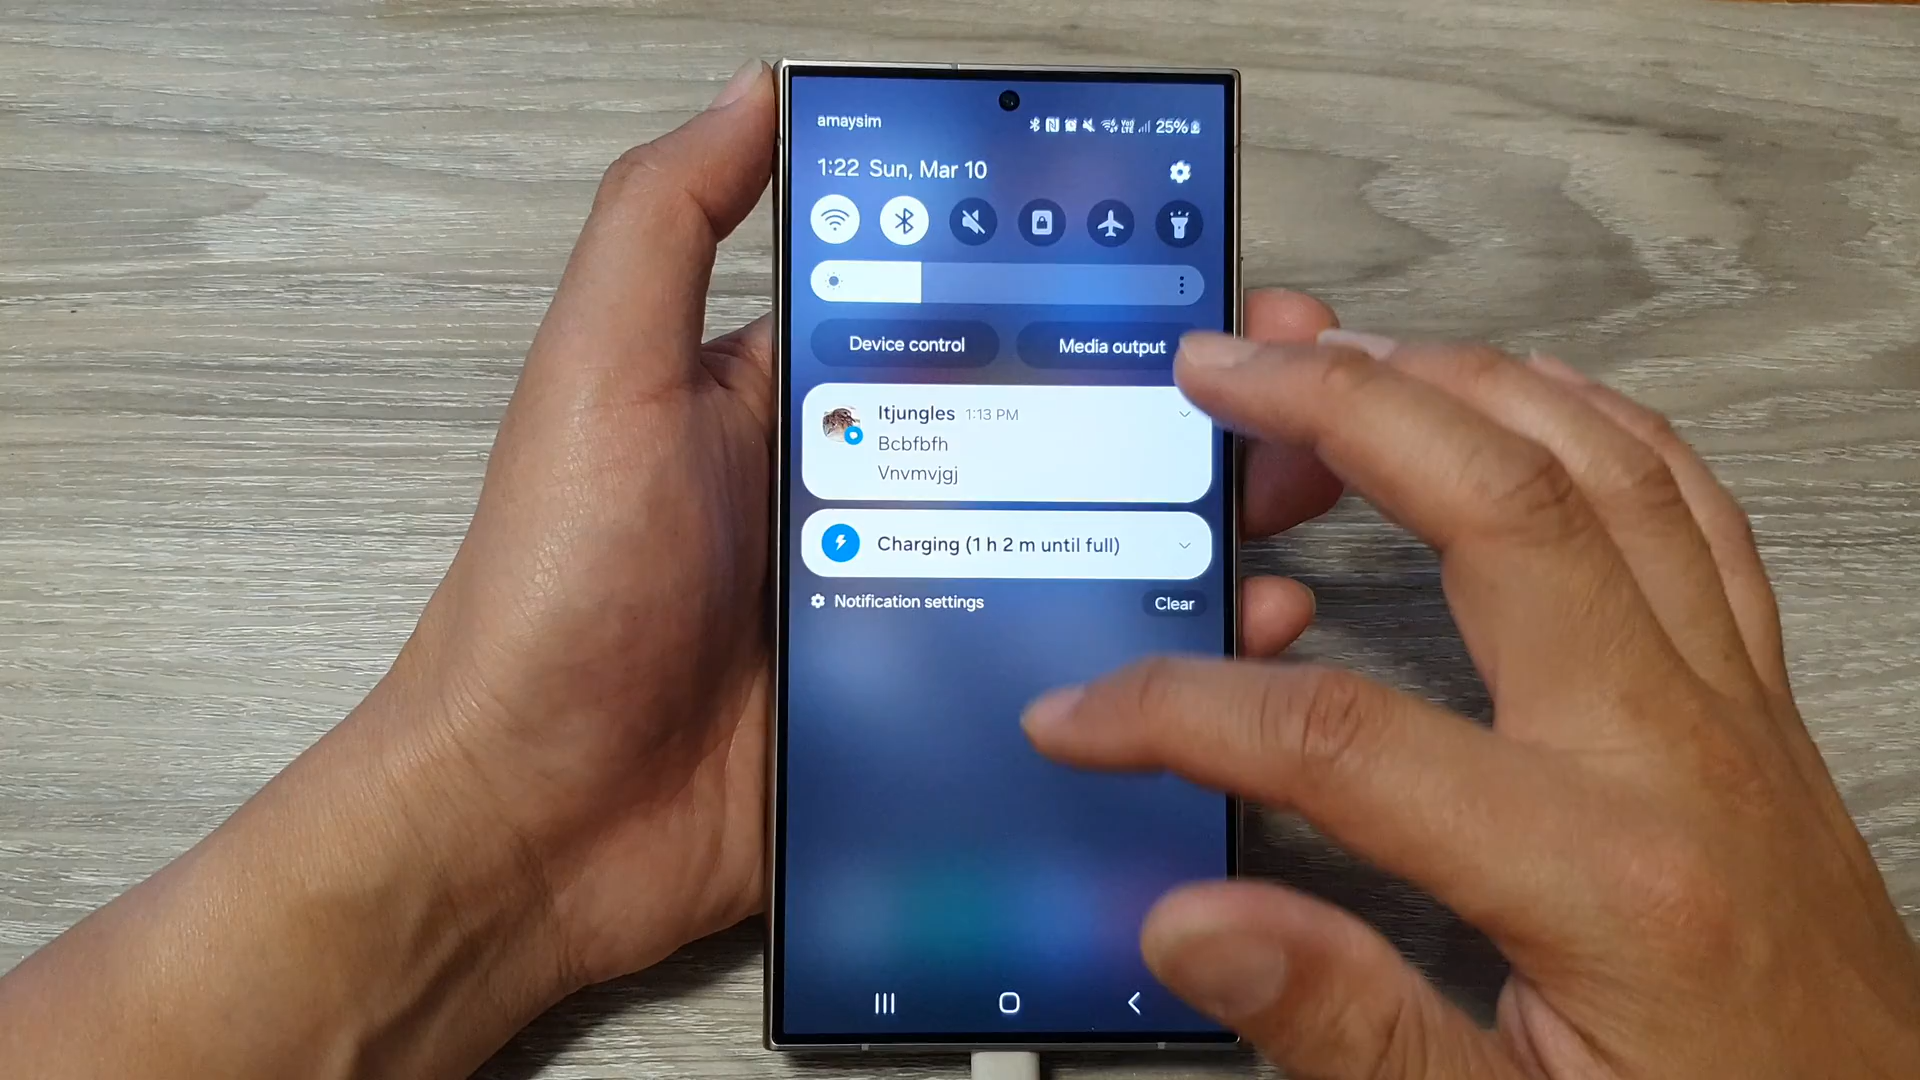 amaysim
25%
1:22 Sun, Mar 10
Device control
Media output
Itjungles 1:13 PM
Bcbfbfh
Vnvmvjgj
Charging (1 h 2 m until full)
Notification settings
Clear